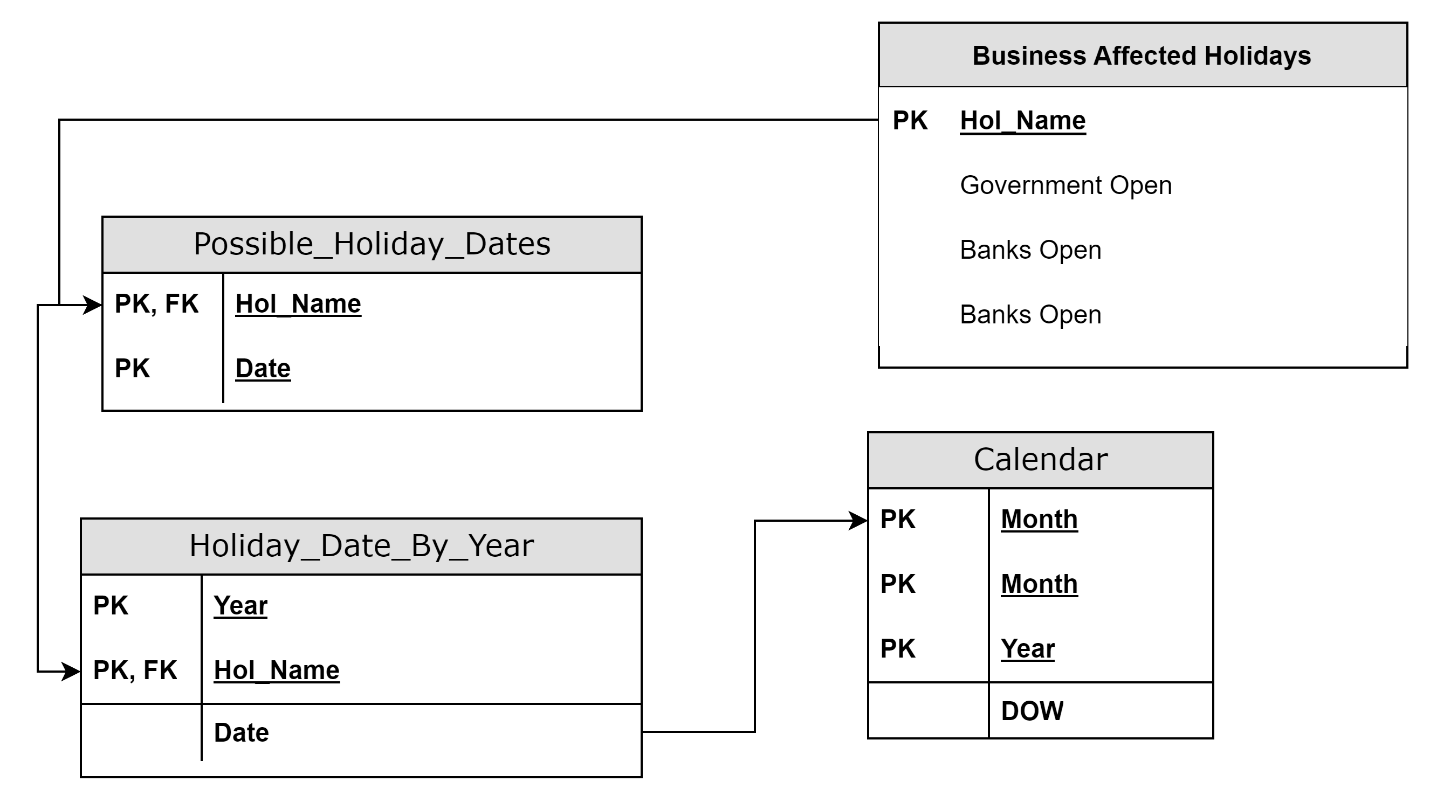 Business Affected Holidays
PK Hol_Name
Government Open
Banks Open
Banks Open
Possible_Holiday_Dates
PK, FK Hol_Name
PK Date
Calendar
PK Month
PK Month
PK Year
DOW
Holiday_Date_By_Year
PK Year
PK, FK Hol_Name
Date